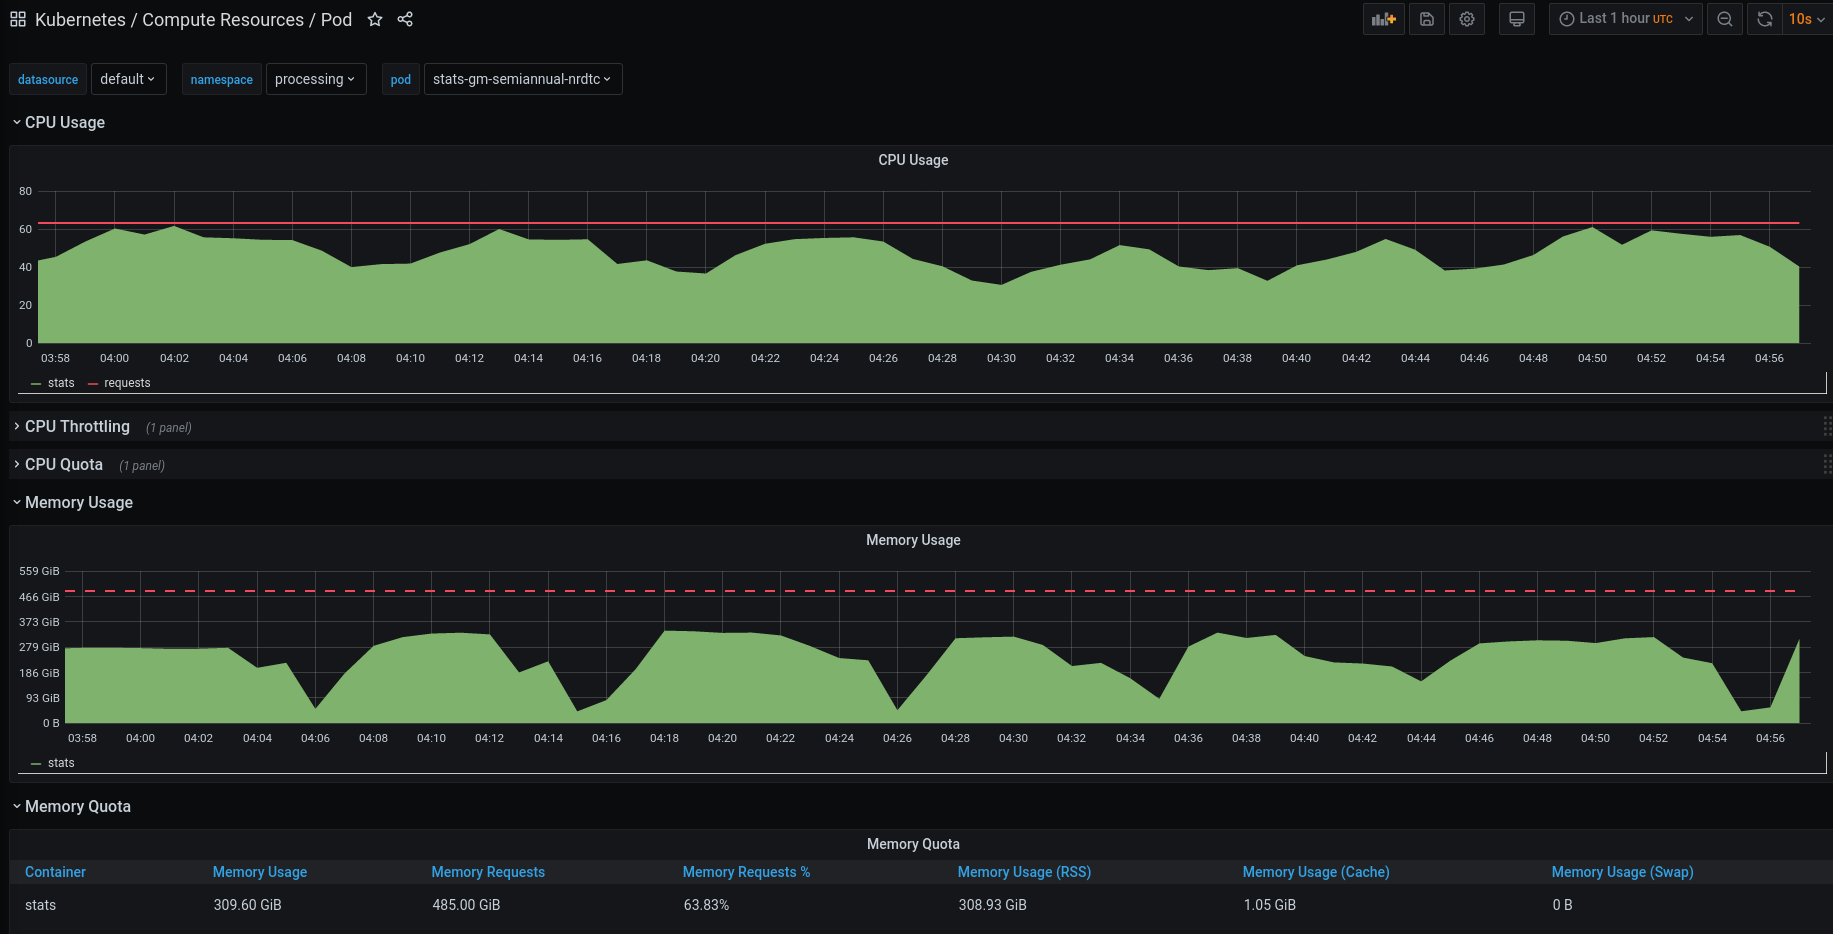 Kubernetes / Compute Resources / Pod
Last 1 hour UTC
10s
datasource default namespace processing pod stats-gm-semiannual-nrdtc
CPU Usage
CPU Usage
80
60
40
20
0
03:58 04:00 04:02 04:04 04:06 04:08 04:10 04:12 04:14 04:16 04:18 04:20 04:22 04:24 04:26 04:28 04:30 04:32 04:34 04:36 04:38 04:40 04:42 04:44 04:46 04:48 04:50 04:52 04:54 04:56
stats requests
CPU Throttling (1 panel)
CPU Quota (1 panel)
Memory Usage
Memory Usage
559 GiB
466 GiB
373 GiB
279 GiB
186 GiB
93 GiB
0 B
03:58 04:00 04:02 04:04 04:06 04:08 04:10 04:12 04:14 04:16 04:18 04:20 04:22 04:24 04:26 04:28 04:30 04:32 04:34 04:36 04:38 04:40 04:42 04:44 04:46 04:48 04:50 04:52 04:54 04:56
stats
Memory Quota
Memory Quota
Container Memory Usage Memory Requests Memory Requests % Memory Usage (RSS) Memory Usage (Cache) Memory Usage (Swap)
stats 309.60 GiB 485.00 GiB 63.83% 308.93 GiB 1.05 GiB 0 B